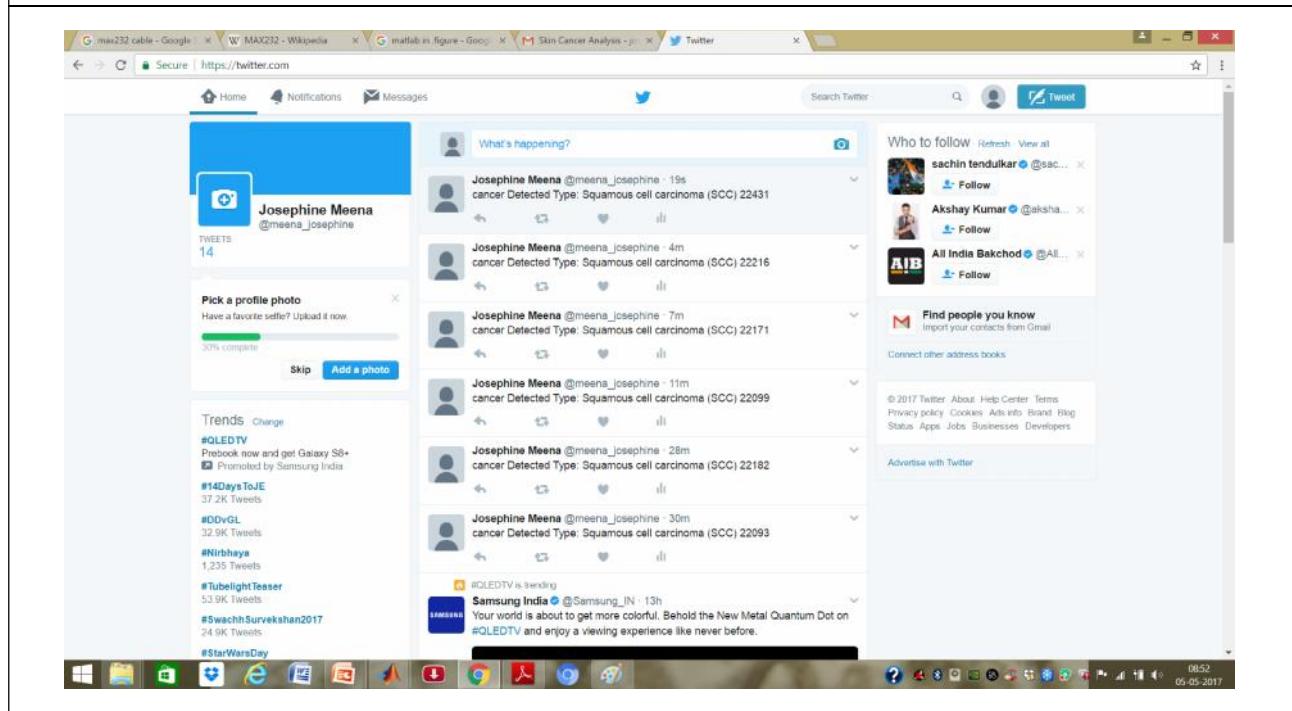 max232 cable - Google
MAX232 - Wikipedia
matlab in .figure - Goog
Skin Cancer Analysis -
Twitter
Secure
https://twitter.com
Home
Notifications
Messages
Search Twitter
Tweet
Josephine Meena
@meena_josephine
TWEETS
14
Pick a profile photo
Have a favorite selfie? Upload it now.
30% complete
Skip
Add a photo
Trends Change
#QLEDTV
Prebook now and get Galaxy S8+
Promoted by Samsung India
#14DaysToJE
37.2K Tweets
#DDvGL
32.9K Tweets
#Nirbhaya
1,235 Tweets
#TubelightTeaser
53.9K Tweets
#SwachhSurvekshan2017
24.9K Tweets
#StarWarsDay
What's happening?
Josephine Meena @meena_josephine · 19s
cancer Detected Type: Squamous cell carcinoma (SCC) 22431
Josephine Meena @meena_josephine · 4m
cancer Detected Type: Squamous cell carcinoma (SCC) 22216
Josephine Meena @meena_josephine · 7m
cancer Detected Type: Squamous cell carcinoma (SCC) 22171
Josephine Meena @meena_josephine · 11m
cancer Detected Type: Squamous cell carcinoma (SCC) 22099
Josephine Meena @meena_josephine · 28m
cancer Detected Type: Squamous cell carcinoma (SCC) 22182
Josephine Meena @meena_josephine · 30m
cancer Detected Type: Squamous cell carcinoma (SCC) 22093
#QLEDTV is trending
SAMSUNG
Samsung India @Samsung_IN · 13h
Your world is about to get more colorful. Behold the New Metal Quantum Dot on
#QLEDTV and enjoy a viewing experience like never before.
Who to follow · Refresh · View all
sachin tendulkar @sac...
Follow
Akshay Kumar @aksha...
Follow
AIB
All India Bakchod @All...
Follow
Find people you know
Import your contacts from Gmail
Connect other address books
© 2017 Twitter About Help Center Terms
Privacy policy Cookies Ads info Brand Blog
Status Apps Jobs Businesses Developers
Advertise with Twitter
08:52
05-05-2017